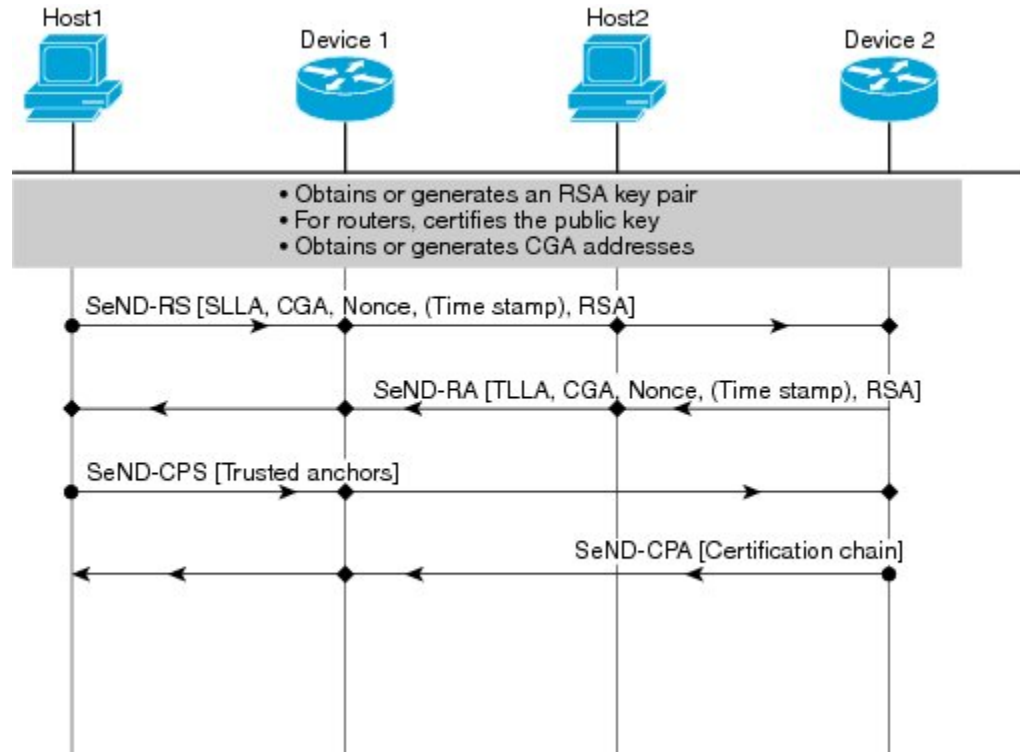 Host1
Device 1
Host2
Device 2
• Obtains or generates an RSA key pair
• For routers, certifies the public key
• Obtains or generates CGA addresses
SeND-RS [SLLA, CGA, Nonce, (Time stamp), RSA]
SeND-RA [TLLA, CGA, Nonce, (Time stamp), RSA]
SeND-CPS [Trusted anchors]
SeND-CPA [Certification chain]